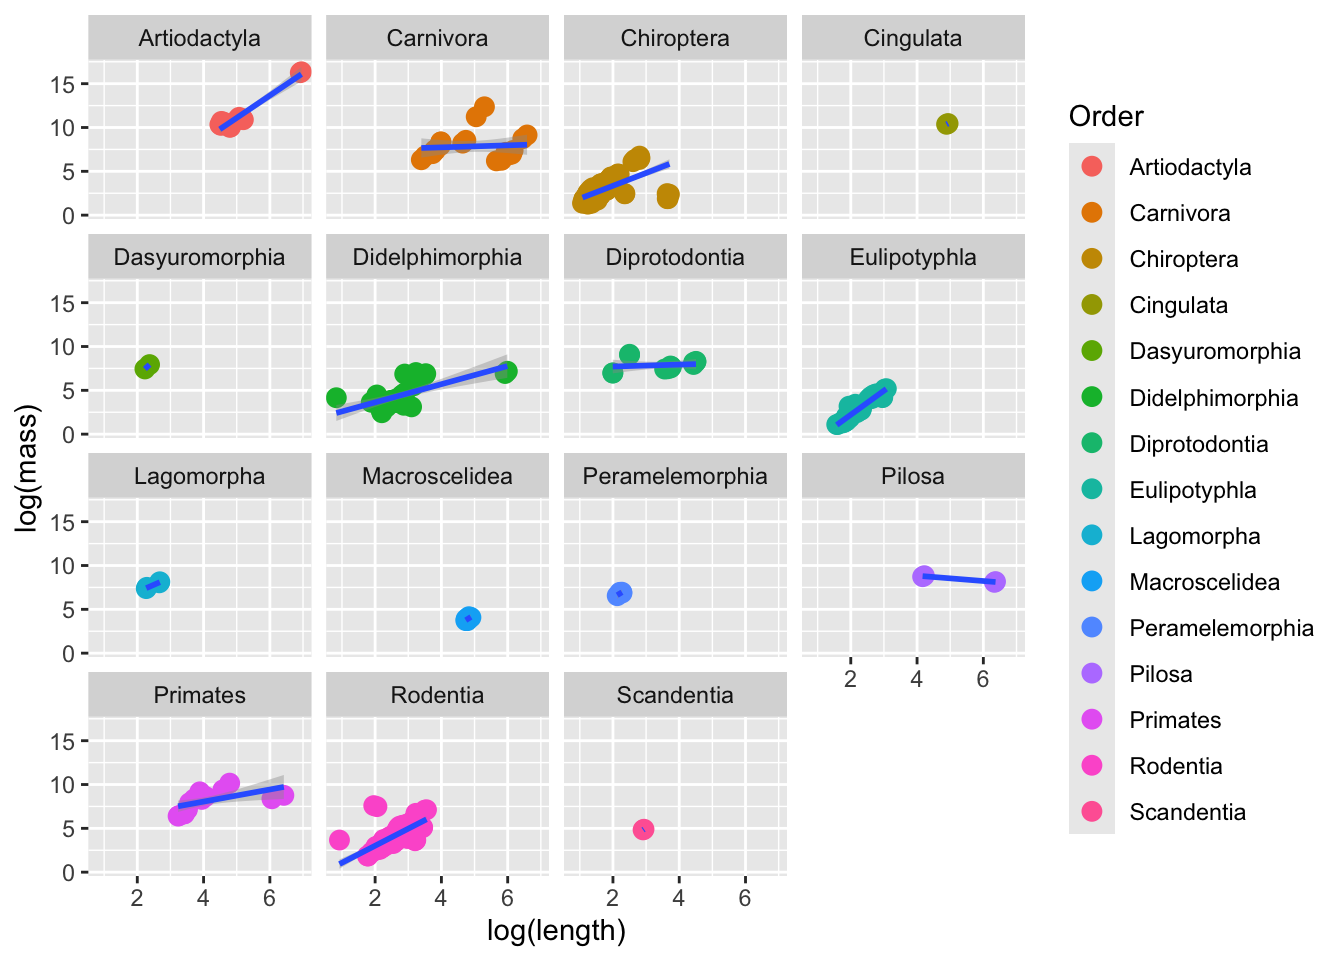 Artiodactyla Carnivora Chiroptera Cingulata
15
10
5
0
Dasyuromorphia Didelphimorphia Diprotodontia Eulipotyphla
15
10
5
0
Lagomorpha Macroscelidea Peramelemorphia Pilosa
15
10
5
0
2 4 6
Primates Rodentia Scandentia
15
10
5
0
2 4 6 2 4 6 2 4 6
log(length)
log(mass)
Order
Artiodactyla
Carnivora
Chiroptera
Cingulata
Dasyuromorphia
Didelphimorphia
Diprotodontia
Eulipotyphla
Lagomorpha
Macroscelidea
Peramelemorphia
Pilosa
Primates
Rodentia
Scandentia